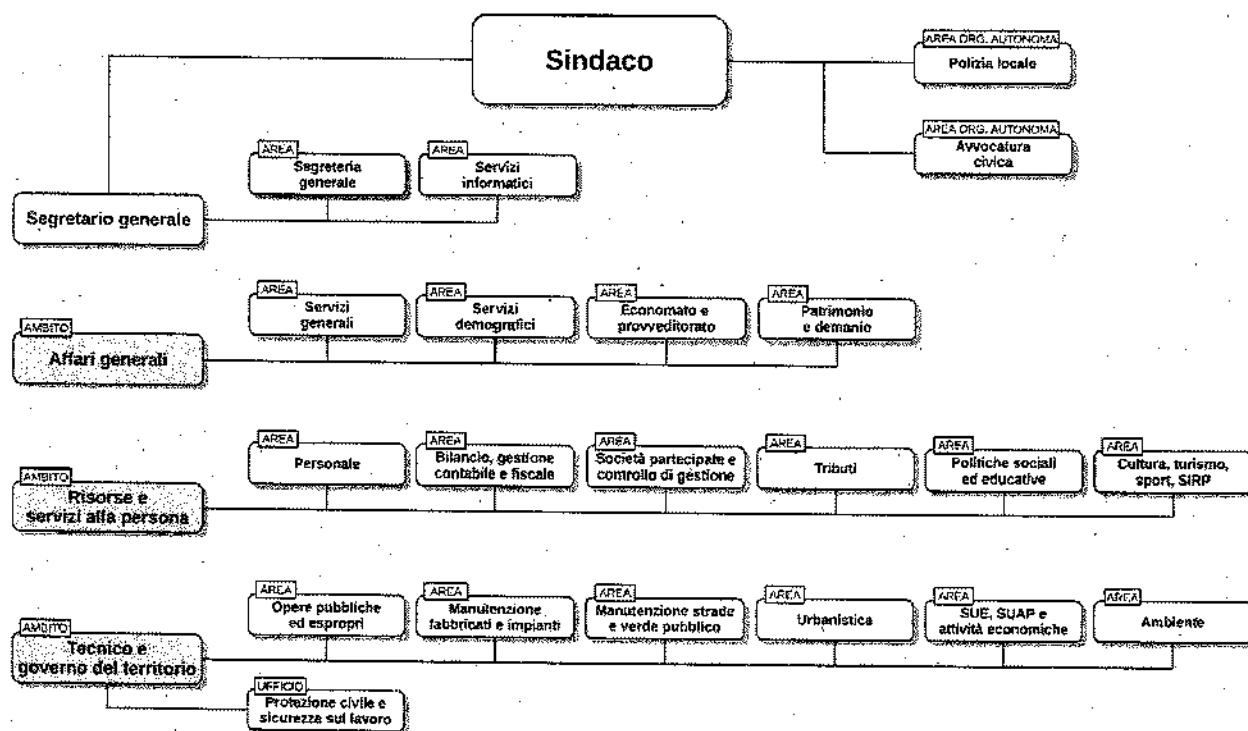 Sindaco
AREA ORG. AUTONOMA
Polizia locale
AREA ORG. AUTONOMA
Avvocatura
civica
Segretario generale
AREA
Segreteria
generale
AREA
Servizi
informatici
AMBITO
Affari generali
AREA
Servizi
generali
AREA
Servizi
demografici
AREA
Economato e
provveditorato
AREA
Patrimonio
e demanio
AMBITO
Risorse e
servizi alla persona
AREA
Personale
AREA
Bilancio, gestione
contabile e fiscale
AREA
Società partecipate e
controllo di gestione
AREA
Tributi
AREA
Politiche sociali
ed educative
AREA
Cultura, turismo,
sport, SIRP
AMBITO
Tecnico e
governo del territorio
AREA
Opere pubbliche
ed espropri
AREA
Manutenzione
fabbricati e impianti
AREA
Manutenzione strade
e verde pubblico
AREA
Urbanistica
AREA
SUE, SUAP e
attività economiche
AREA
Ambiente
UFFICIO
Protezione civile e
sicurezza sul lavoro